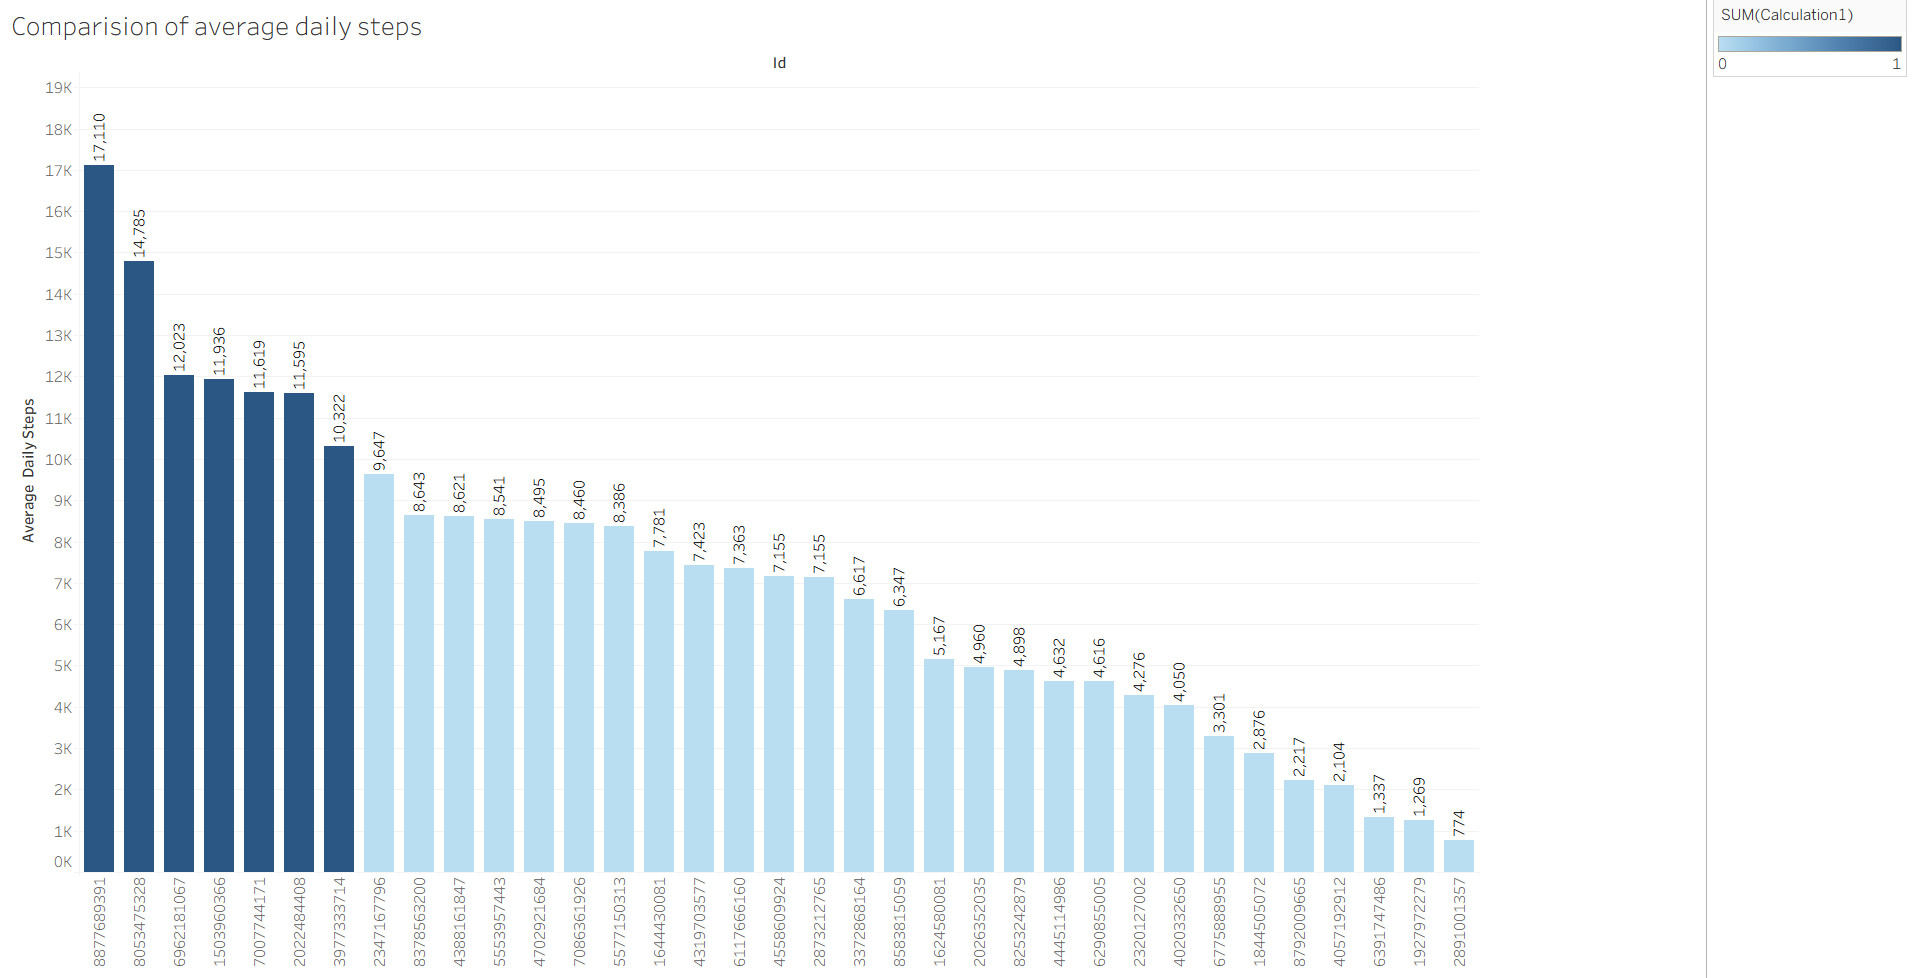 Comparision of average daily steps
SUM(Calculation1)
0 1
Id
19K
18K
17K
16K
15K
14K
13K
12K
11K
10K
9K
8K
7K
6K
5K
4K
3K
2K
1K
0K
Average Daily Steps
17,110
14,785
12,023
11,936
11,619
11,595
10,322
9,647
8,643
8,621
8,541
8,495
8,460
8,386
7,781
7,423
7,363
7,155
7,155
6,617
6,347
5,167
4,960
4,898
4,632
4,616
4,276
4,050
3,301
2,876
2,217
2,104
1,337
1,269
774
8877689391
8053475328
6962181067
1503960366
7007744171
2022484408
3977333714
2347167796
8378563200
4388161847
5553957443
4702921684
7086361926
5577150313
1644430081
4319703577
6117666160
4558609924
2873212765
3372868164
8583815059
1624580081
2026352035
8253242879
4445114986
6290855005
2320127002
4020332650
6775888955
1844505072
8792009665
4057192912
6391747486
1927972279
2891001357